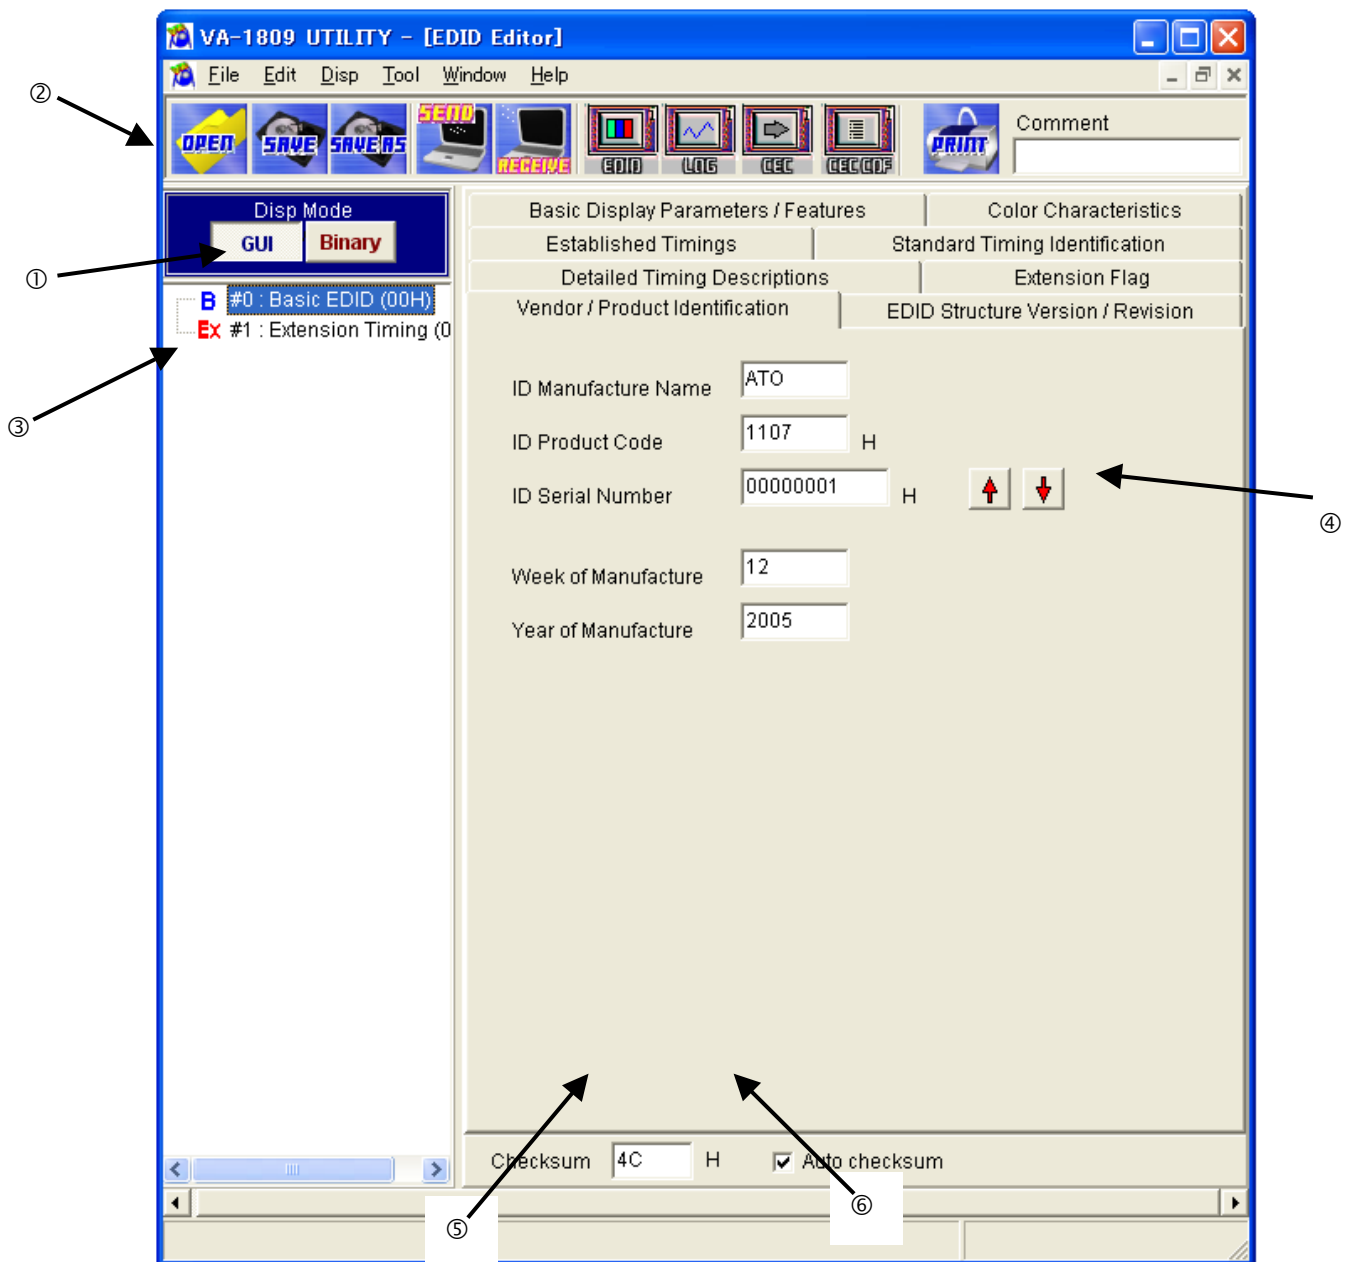 VA-1809 UTILITY - [EDID Editor]
File Edit Disp Tool Window Help
②
OPEN SAVE SAVE AS SEND RECEIVE EDID LOG CEC CEC CDF PRINT
Comment
Disp Mode
GUI Binary
①
B #0 : Basic EDID (00H)
Ex #1 : Extension Timing (0
③
Basic Display Parameters / Features Color Characteristics
Established Timings Standard Timing Identification
Detailed Timing Descriptions Extension Flag
Vendor / Product Identification EDID Structure Version / Revision
ID Manufacture Name ATO
ID Product Code 1107 H
ID Serial Number 00000001 H
④
Week of Manufacture 12
Year of Manufacture 2005
Checksum 4C H Auto checksum
⑤ ⑥